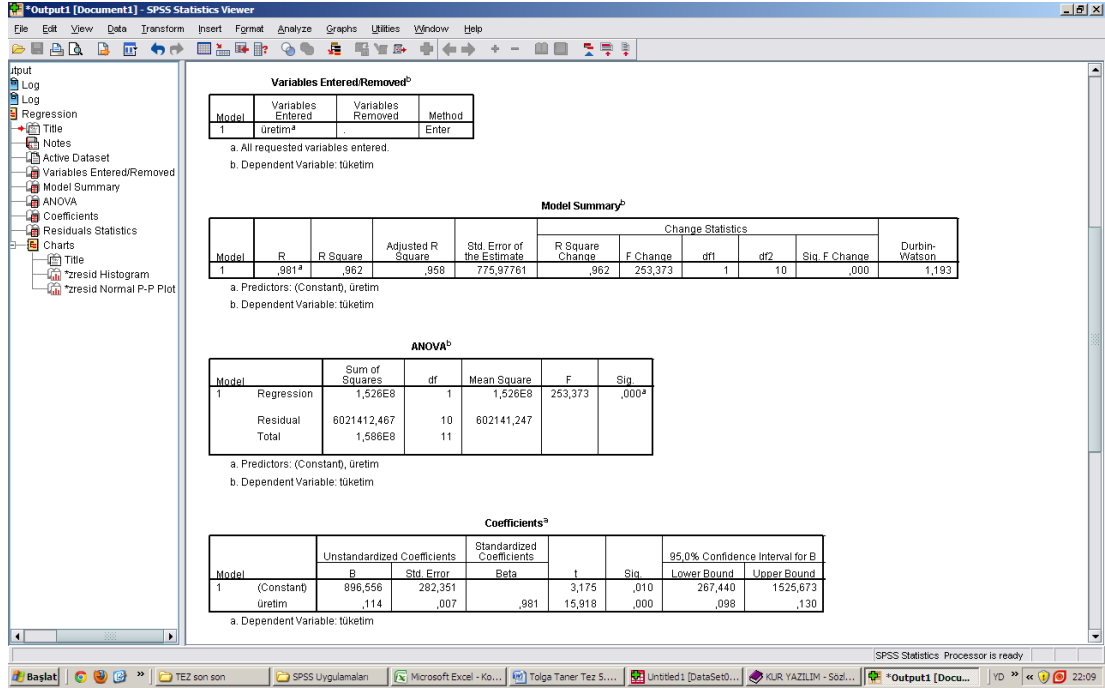 *Output1 [Document1] - SPSS Statistics Viewer
File Edit View Data Transform Insert Format Analyze Graphs Utilities Window Help
utput
Log
Log
Regression
Title
Notes
Active Dataset
Variables Entered/Removed
Model Summary
ANOVA
Coefficients
Residuals Statistics
Charts
Title
*zresid Histogram
*zresid Normal P-P Plot
Variables Entered/Removedb
Model Variables Entered Variables Removed Method
1 üretima . Enter
a. All requested variables entered.
b. Dependent Variable: tüketim
Model Summaryb
Change Statistics
Model R R Square Adjusted R Square Std. Error of the Estimate R Square Change F Change df1 df2 Sig. F Change Durbin-Watson
1 ,981a ,962 ,958 775,97761 ,962 253,373 1 10 ,000 1,193
a. Predictors: (Constant), üretim
b. Dependent Variable: tüketim
ANOVAb
Model Sum of Squares df Mean Square F Sig.
1 Regression 1,526E8 1 1,526E8 253,373 ,000a
Residual 6021412,467 10 602141,247
Total 1,586E8 11
a. Predictors: (Constant), üretim
b. Dependent Variable: tüketim
Coefficientsa
Unstandardized Coefficients Standardized Coefficients 95,0% Confidence Interval for B
Model B Std. Error Beta t Sig. Lower Bound Upper Bound
1 (Constant) 896,556 282,351 3,175 ,010 267,440 1525,673
üretim ,114 ,007 ,981 15,918 ,000 ,098 ,130
a. Dependent Variable: tüketim
SPSS Statistics Processor is ready
Başlat TEZ son son SPSS Uygulamaları Microsoft Excel - Ko... Tolga Taner Tez 5.... Untitled1 [DataSet0... KUR YAZILIM - Sözl... *Output1 [Docu... YD 22:09